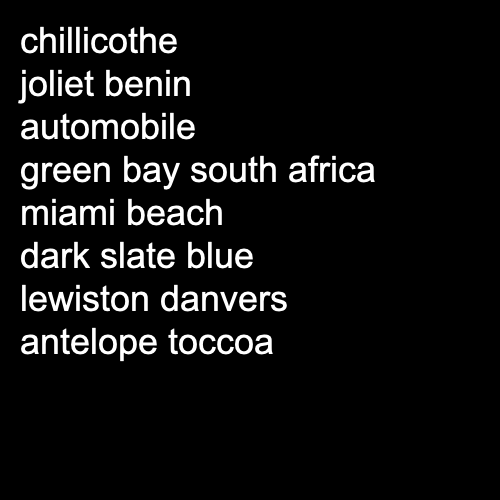 chillicothe
joliet benin
automobile
green bay south africa
miami beach
dark slate blue
lewiston danvers
antelope toccoa